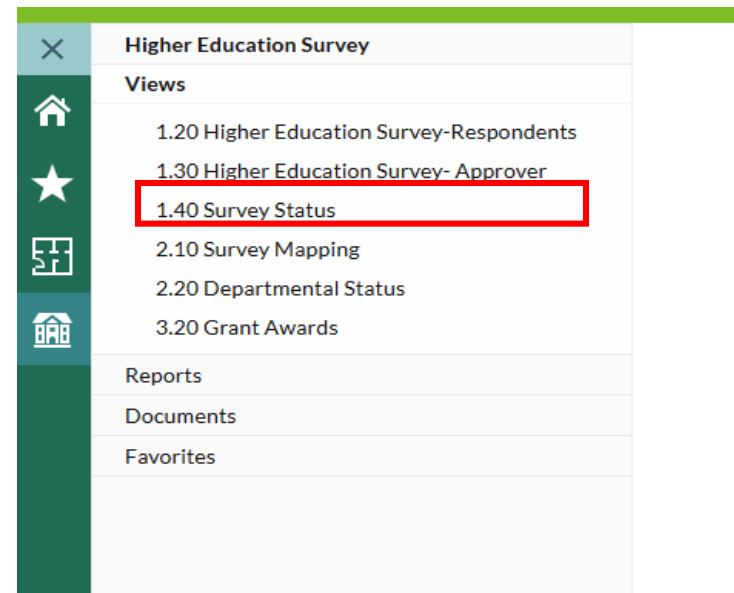 Higher Education Survey
Views
1.20 Higher Education Survey-Respondents
1.30 Higher Education Survey- Approver
1.40 Survey Status
2.10 Survey Mapping
2.20 Departmental Status
3.20 Grant Awards
Reports
Documents
Favorites